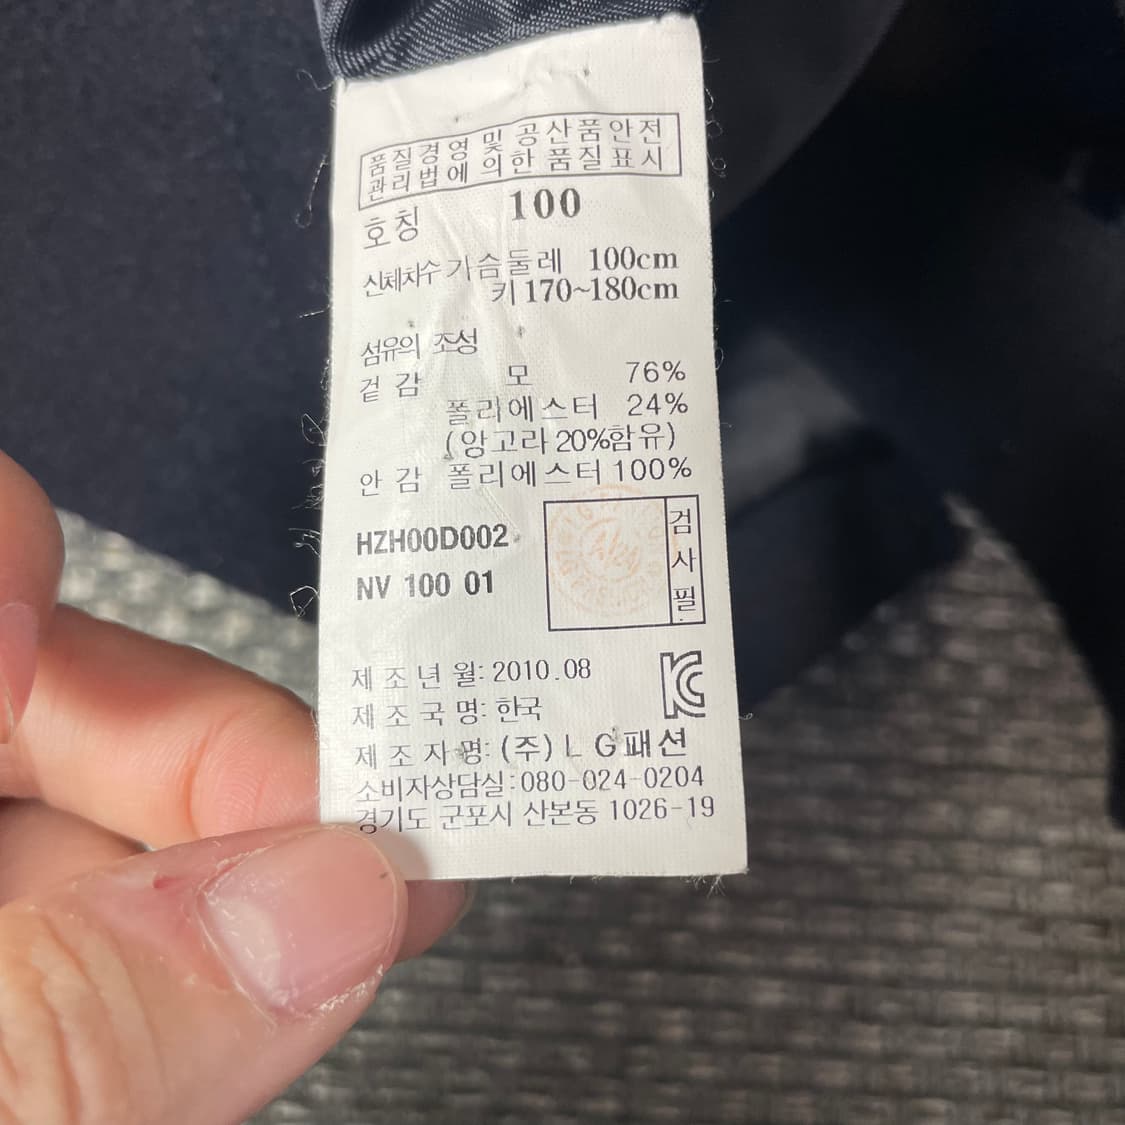 품질경영 및 공산품안전
관리법에 의한 품질표시
호칭 100
신체치수 가슴둘레 100cm
키 170~180cm
섬유의 조성
겉감 모 76%
폴리에스터 24%
(앙고라 20%함유)
안감 폴리에스터 100%
HZH00D002
NV 100 01
검사필
제조년월: 2010.08
제조국명: 한국
제조자명: (주)LG패션
소비자상담실: 080-024-0204
경기도 군포시 산본동 1026-19